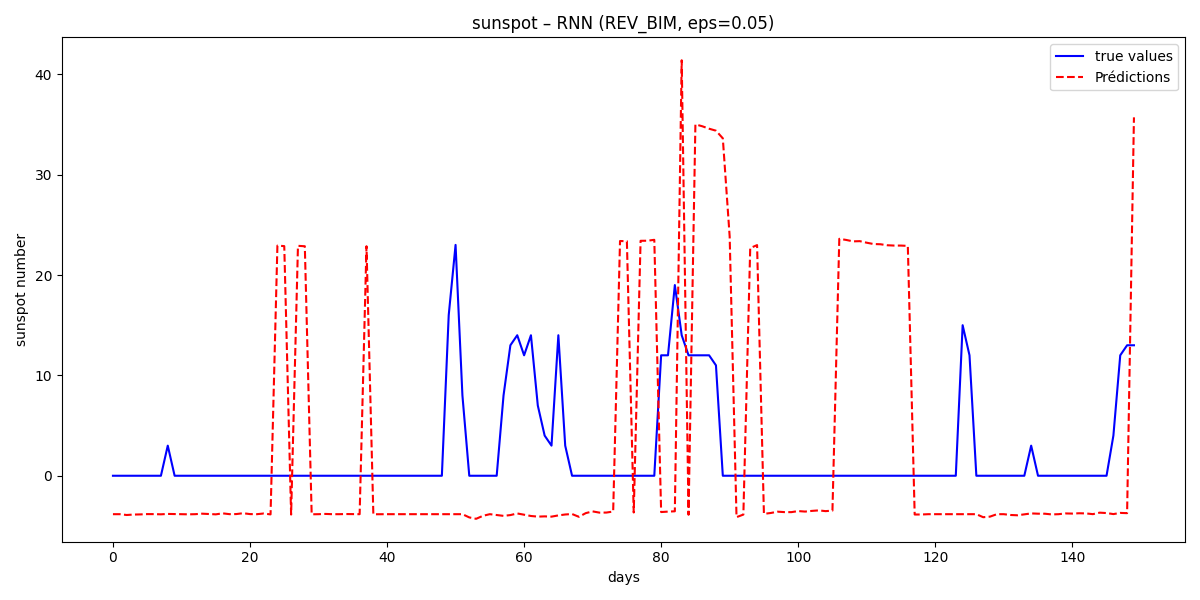 sunspot – RNN (REV_BIM, eps=0.05)
true values
Prédictions
sunspot number
40
30
20
10
0
0 20 40 60 80 100 120 140
days